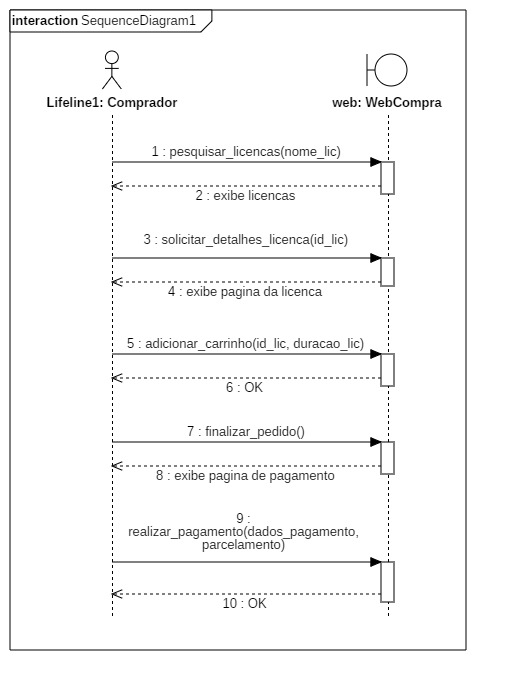 interaction SequenceDiagram1
Lifeline1: Comprador
web: WebCompra
1 : pesquisar_licencas(nome_lic)
2 : exibe licencas
3 : solicitar_detalhes_licenca(id_lic)
4 : exibe pagina da licenca
5 : adicionar_carrinho(id_lic, duracao_lic)
6 : OK
7 : finalizar_pedido()
8 : exibe pagina de pagamento
9 :
realizar_pagamento(dados_pagamento,
parcelamento)
10 : OK